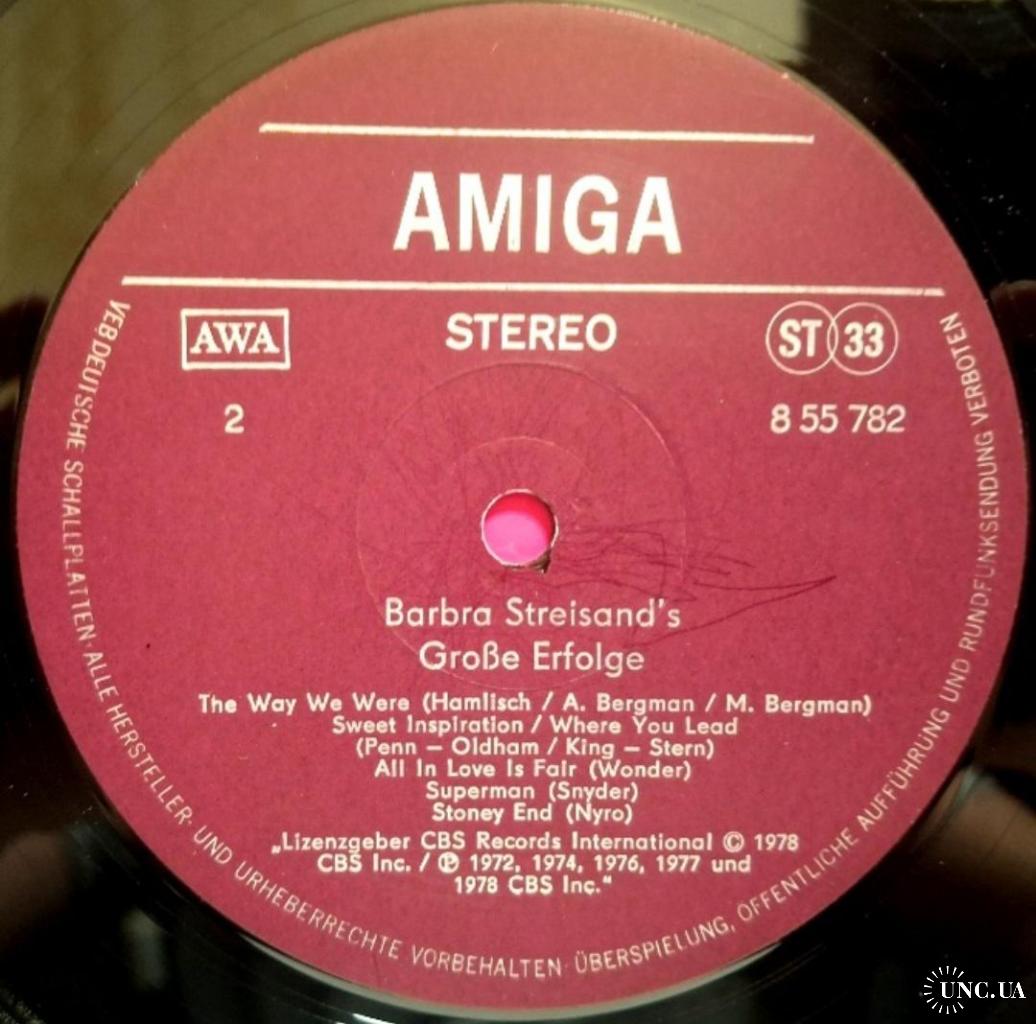 AMIGA
AWA
STEREO
ST 33
2
8 55 782
Barbra Streisand's
Große Erfolge
The Way We Were (Hamlisch / A. Bergman / M. Bergman)
Sweet Inspiration / Where You Lead
(Penn – Oldham / King – Stern)
All In Love Is Fair (Wonder)
Superman (Snyder)
Stoney End (Nyro)
„Lizenzgeber CBS Records International © 1978
CBS Inc. / ℗ 1972, 1974, 1976, 1977 und
1978 CBS Inc.“
VEB DEUTSCHE SCHALLPLATTEN · ALLE HERSTELLER- UND URHEBERRECHTE VORBEHALTEN · ÜBERSPIELUNG, ÖFFENTLICHE AUFFÜHRUNG UND RUNDFUNKSENDUNG VERBOTEN
UNC.UA